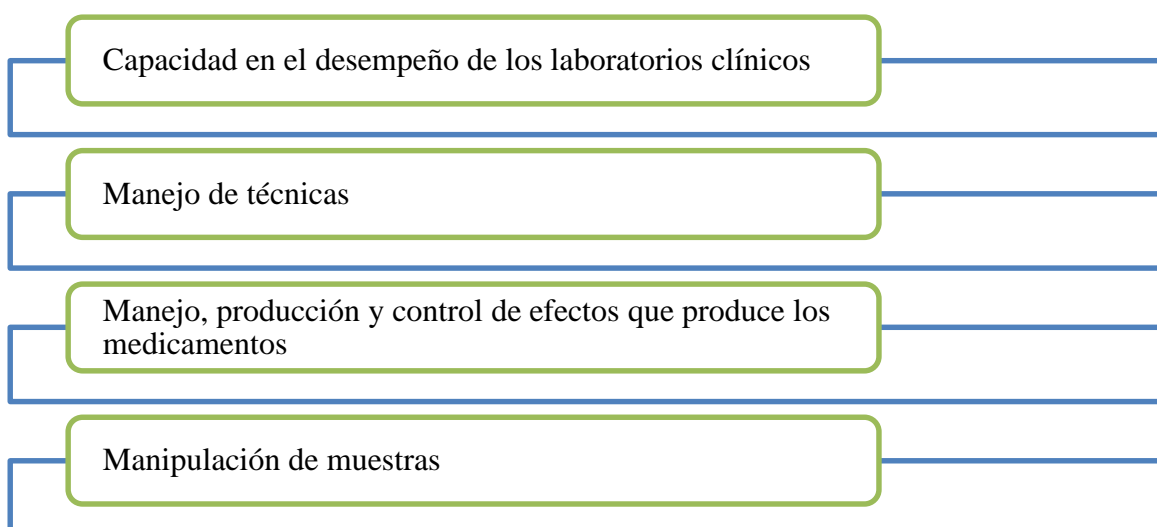 Capacidad en el desempeño de los laboratorios clínicos
Manejo de técnicas
Manejo, producción y control de efectos que produce los
medicamentos
Manipulación de muestras